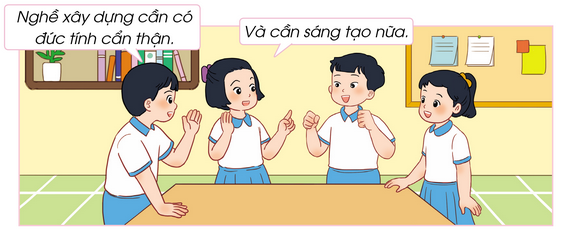 Nghề xây dựng cần có
đức tính cẩn thận.
Và cần sáng tạo nữa.